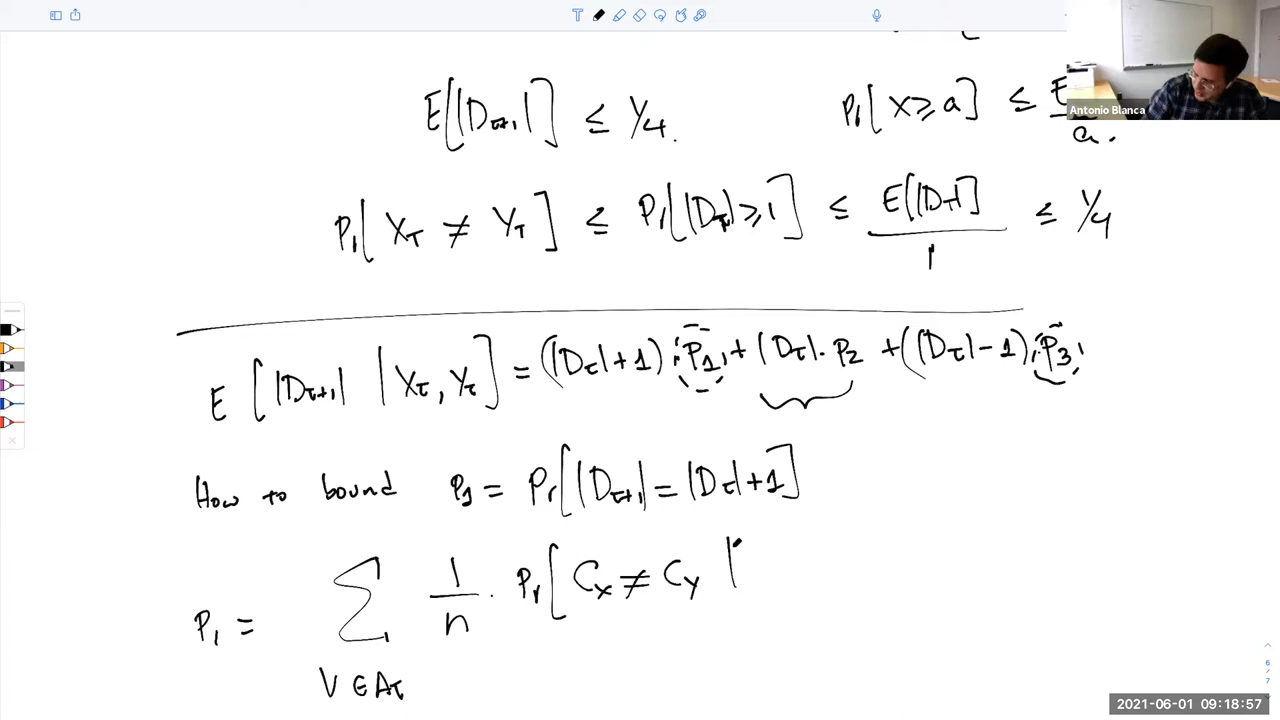 E[|D_{t+1}|] ≤ 1/4.
Pr[X ≥ a] ≤ E / a.
Antonio Blanca
Pr[X_T ≠ Y_T] ≤ Pr[|D_T| ≥ 1] ≤ E[|D_T|] / 1 ≤ 1/4
E[|D_{t+1}| | X_t, Y_t] = (|D_t| + 1) · P_1 + |D_t| · P_2 + (|D_t| - 1) · P_3
How to bound P_1 = Pr[|D_{t+1}| = |D_t| + 1]
P_1 = Σ_{V ∈ A_t} 1/n · Pr[C_x ≠ C_y |
6 / 7
2021-06-01 09:18:57